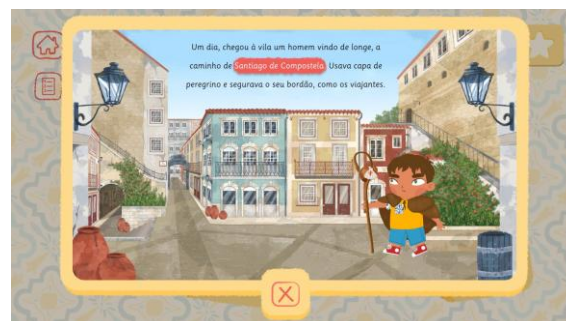 Um dia, chegou à vila um homem vindo de longe, a
caminho de Santiago de Compostela. Usava capa de
peregrino e segurava o seu bordão, como os viajantes.